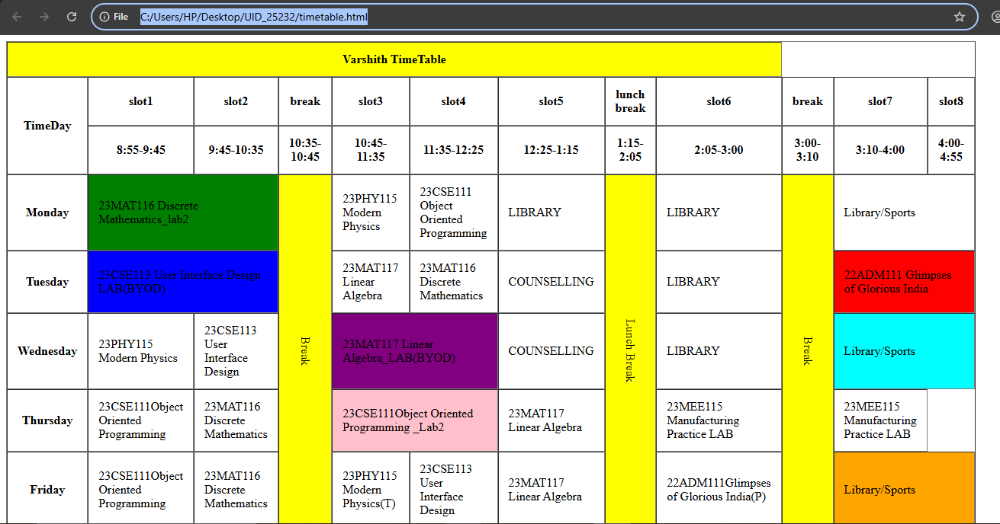 File C:/Users/HP/Desktop/UID_25232/timetable.html
Varshith TimeTable
TimeDay
slot1
slot2
break
slot3
slot4
slot5
lunch
break
slot6
break
slot7
slot8
8:55-9:45
9:45-10:35
10:35-
10:45
10:45-
11:35
11:35-12:25
12:25-1:15
1:15-
2:05
2:05-3:00
3:00-
3:10
3:10-4:00
4:00-
4:55
Monday
23MAT116 Discrete
Mathematics_lab2
Break
23PHY115
Modern
Physics
23CSE111
Object
Oriented
Programming
LIBRARY
Lunch Break
LIBRARY
Break
Library/Sports
Tuesday
23CSE113 User Interface Design
LAB(BYOD)
23MAT117
Linear
Algebra
23MAT116
Discrete
Mathematics
COUNSELLING
LIBRARY
22ADM111 Glimpses
of Glorious India
Wednesday
23PHY115
Modern Physics
23CSE113
User
Interface
Design
23MAT117 Linear
Algebra_LAB(BYOD)
COUNSELLING
LIBRARY
Library/Sports
Thursday
23CSE111Object
Oriented
Programming
23MAT116
Discrete
Mathematics
23CSE111Object Oriented
Programming _Lab2
23MAT117
Linear Algebra
23MEE115
Manufacturing
Practice LAB
23MEE115
Manufacturing
Practice LAB
Friday
23CSE111Object
Oriented
Programming
23MAT116
Discrete
Mathematics
23PHY115
Modern
Physics(T)
23CSE113
User
Interface
Design
23MAT117
Linear Algebra
22ADM111Glimpses
of Glorious India(P)
Library/Sports